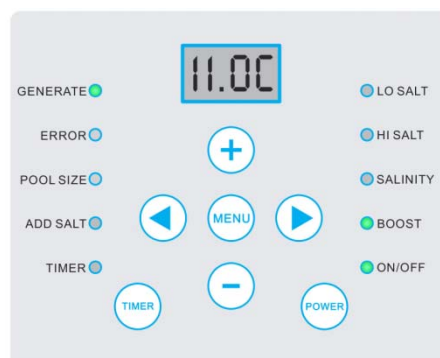 11.0C
GENERATE
ERROR
POOL SIZE
ADD SALT
TIMER
LO SALT
HI SALT
SALINITY
BOOST
ON/OFF
+
MENU
−
TIMER
POWER